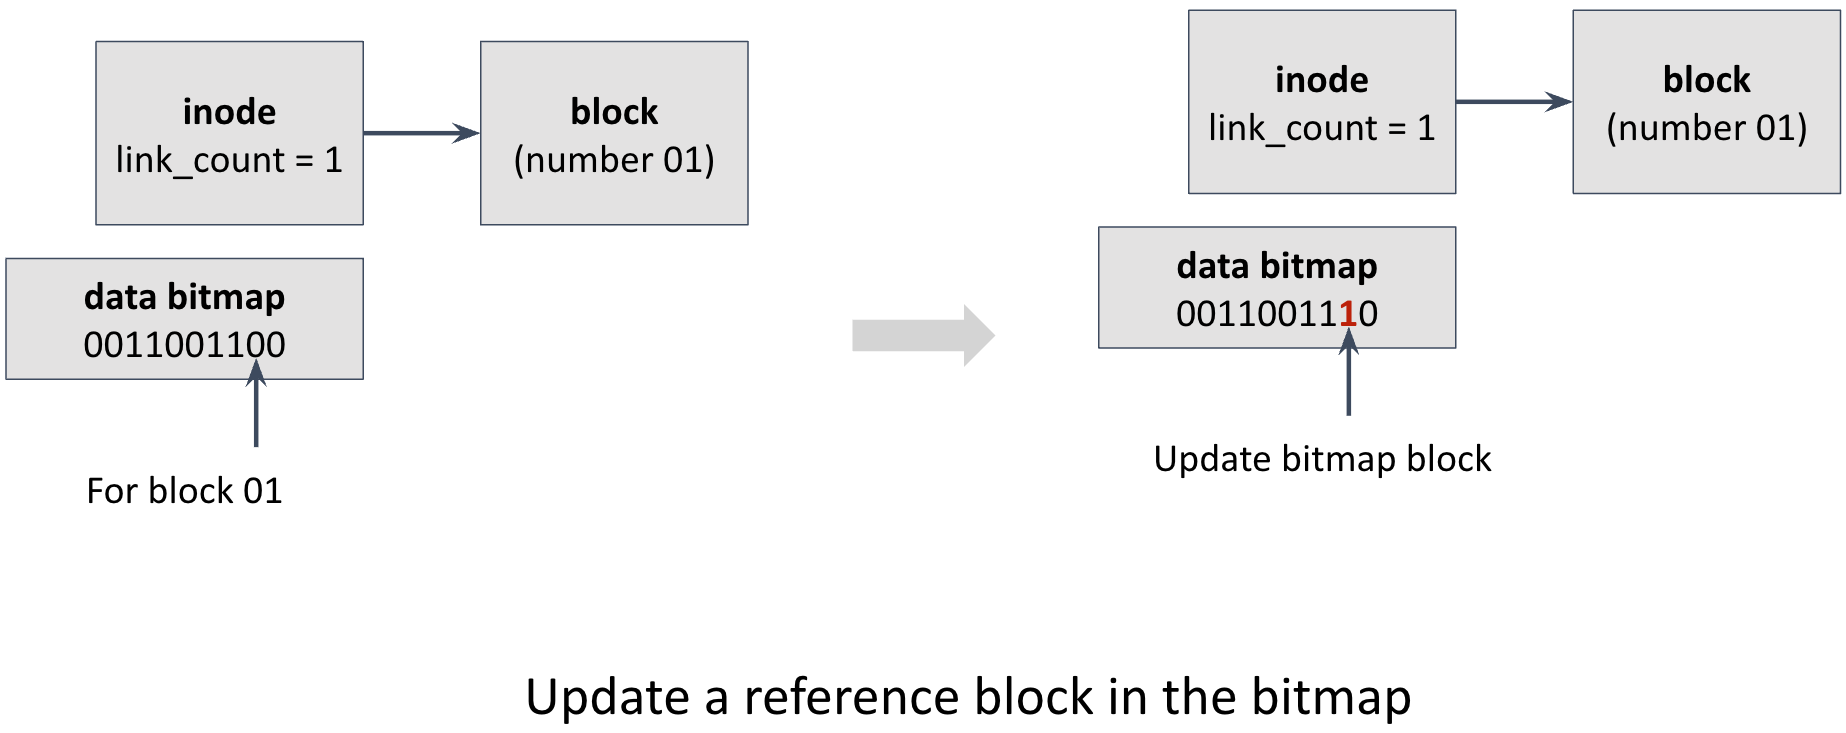 inode
link_count = 1
block
(number 01)
data bitmap
0011001100
For block 01
inode
link_count = 1
block
(number 01)
data bitmap
0011001110
Update bitmap block
Update a reference block in the bitmap